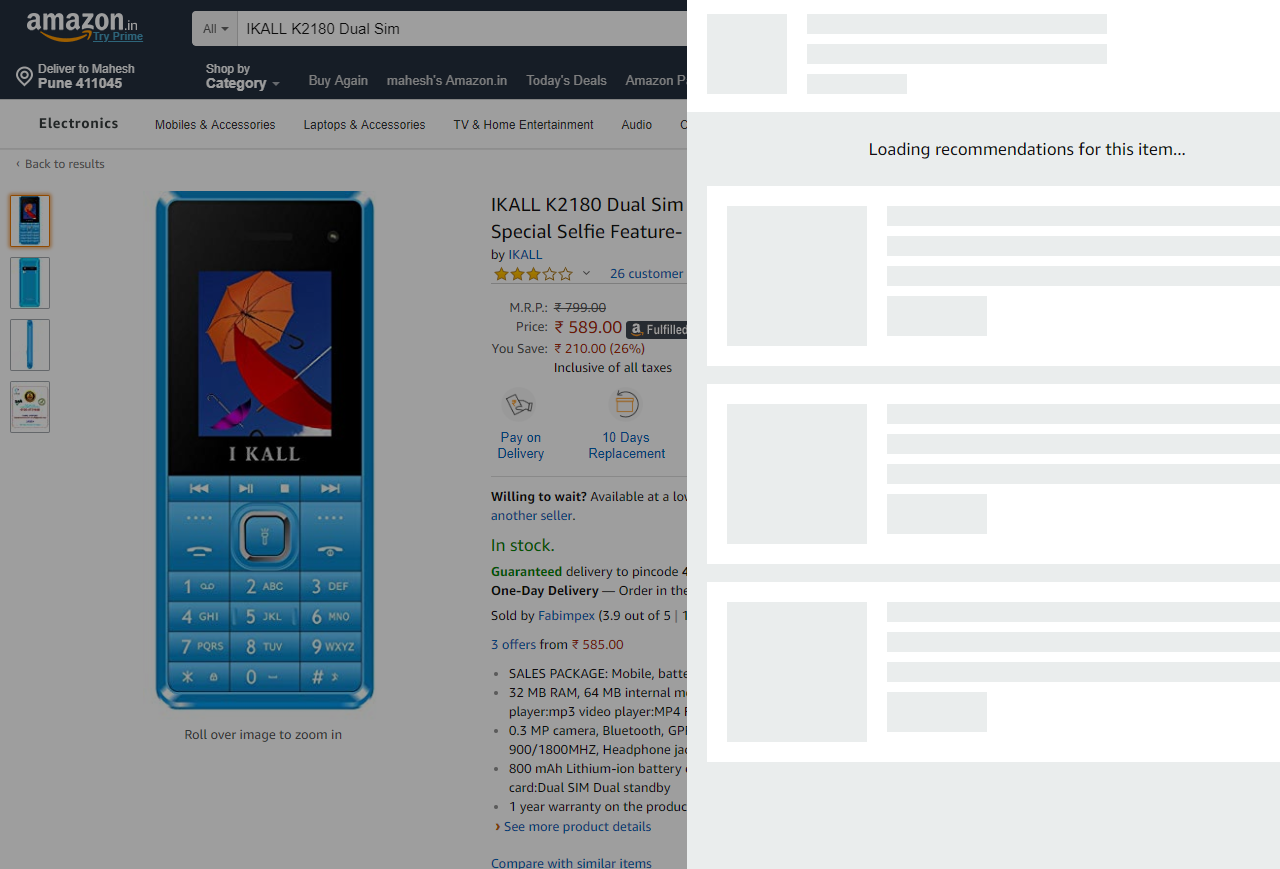 amazon.in
Try Prime
All
IKALL K2180 Dual Sim
Deliver to Mahesh
Pune 411045
Shop by
Category
Buy Again
mahesh's Amazon.in
Today's Deals
Amazon Pa
Electronics
Mobiles & Accessories
Laptops & Accessories
TV & Home Entertainment
Audio
‹ Back to results
IKALL K2180 Dual Sim
Special Selfie Feature-
by IKALL
26 customer
M.R.P.: ₹ 799.00
Price: ₹ 589.00 Fulfilled
You Save: ₹ 210.00 (26%)
Inclusive of all taxes
Pay on
Delivery
10 Days
Replacement
Willing to wait? Available at a low
another seller.
In stock.
Guaranteed delivery to pincode 4
One-Day Delivery — Order in the
Sold by Fabimpex (3.9 out of 5 | 1
3 offers from ₹ 585.00
SALES PACKAGE: Mobile, batte
32 MB RAM, 64 MB internal m
player:mp3 video player:MP4
0.3 MP camera, Bluetooth, GP
900/1800MHZ, Headphone jac
800 mAh Lithium-ion battery
card:Dual SIM Dual standby
1 year warranty on the produc
› See more product details
Compare with similar items
I KALL
1
2 ABC
3 DEF
4 GHI
5 JKL
6 MNO
7 PQRS
8 TUV
9 WXYZ
*
0
#
Roll over image to zoom in
Loading recommendations for this item...